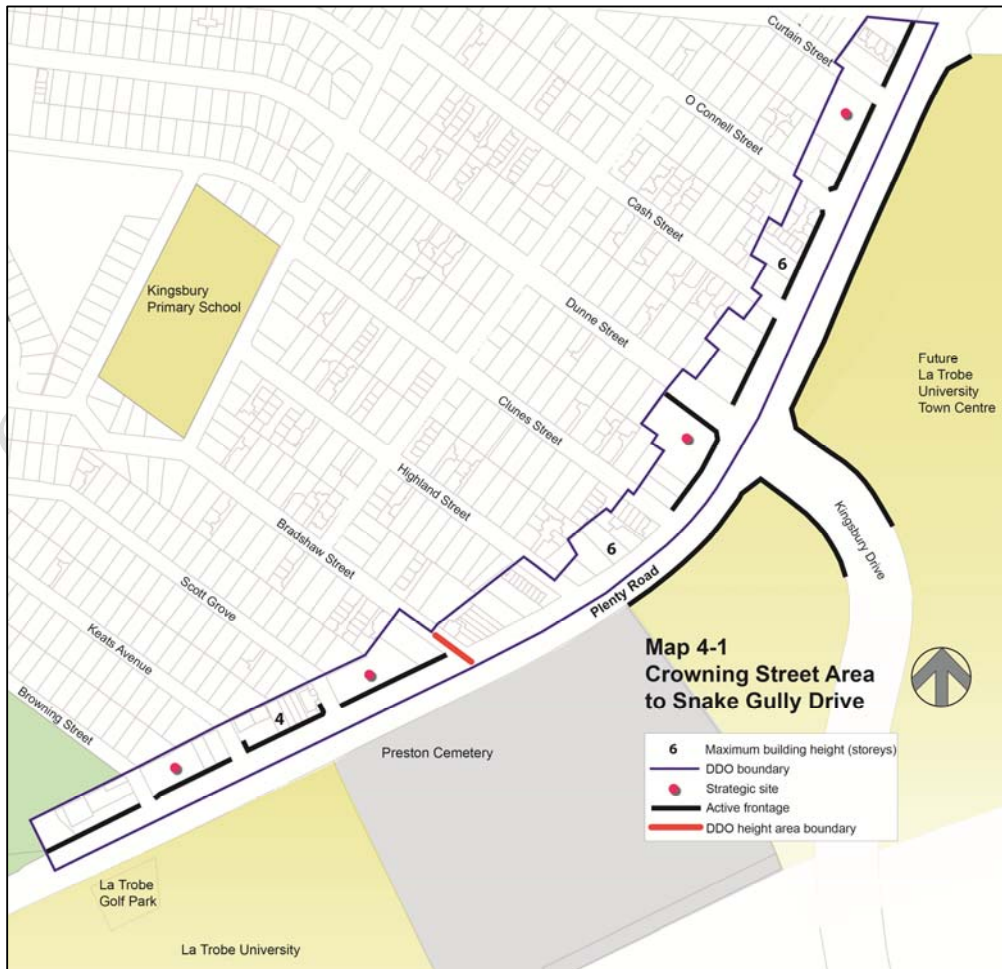 Curtain Street
O Connell Street
Cash Street
6
Kingsbury
Primary School
Dunne Street
Future
La Trobe
University
Town Centre
Clunes Street
Highland Street
Kingsbury Drive
Bradshaw Street
6
Plenty Road
Scott Grove
Keats Avenue
Browning Street
4
Map 4-1
Crowning Street Area
to Snake Gully Drive
Preston Cemetery
6 Maximum building height (storeys)
DDO boundary
Strategic site
Active frontage
DDO height area boundary
La Trobe
Golf Park
La Trobe University